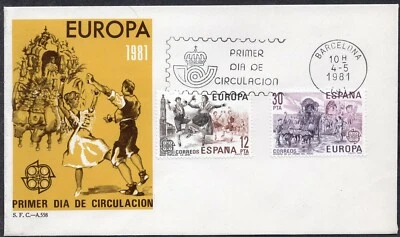 EUROPA
1981
PRIMER
DIA DE
CIRCULACION
BARCELONA
10 H
4-5
1981
EUROPA
12
PTA
CORREOS ESPAÑA
30
PTA
ESPAÑA
CORREOS EUROPA
PRIMER DIA DE CIRCULACION
S. F. C.-A.558